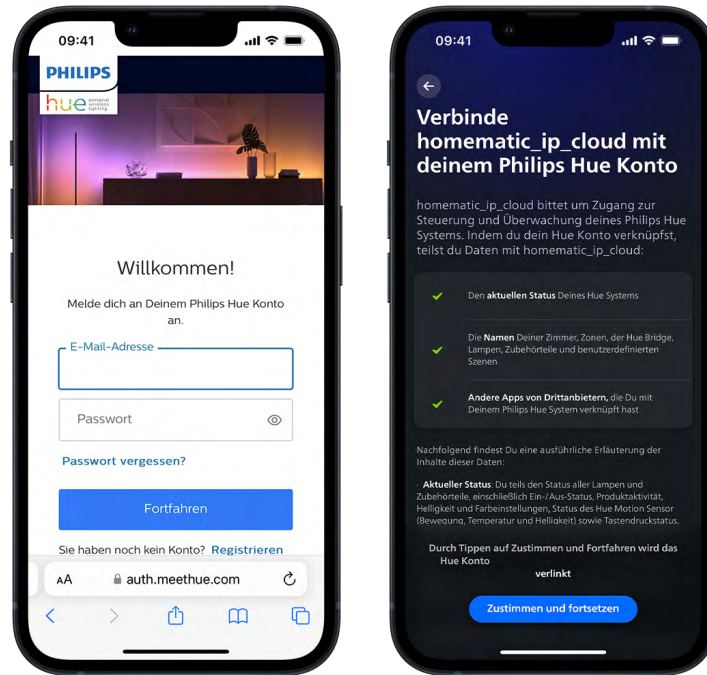 09:41
PHILIPS
hue personal
wireless
lighting
Willkommen!
Melde dich an Deinem Philips Hue Konto
an.
E-Mail-Adresse
Passwort
Passwort vergessen?
Fortfahren
Sie haben noch kein Konto? Registrieren
AA auth.meethue.com
09:41
Verbinde
homematic_ip_cloud mit
deinem Philips Hue Konto
homematic_ip_cloud bittet um Zugang zur
Steuerung und Überwachung deines Philips Hue
Systems. Indem du dein Hue Konto verknüpfst,
teilst du Daten mit homematic_ip_cloud:
Den aktuellen Status Deines Hue Systems
Die Namen Deiner Zimmer, Zonen, der Hue Bridge,
Lampen, Zubehörteile und benutzerdefinierten
Szenen
Andere Apps von Drittanbietern, die Du mit
Deinem Philips Hue System verknüpft hast
Nachfolgend findest Du eine ausführliche Erläuterung der
Inhalte dieser Daten:
· Aktueller Status: Du teils den Status aller Lampen und
Zubehörteile, einschließlich Ein-/Aus-Status, Produktaktivität,
Helligkeit und Farbeinstellungen, Status des Hue Motion Sensor
(Bewegung, Temperatur und Helligkeit) sowie Tastendruckstatus.
Durch Tippen auf Zustimmen und Fortfahren wird das
Hue Konto
verlinkt
Zustimmen und fortsetzen